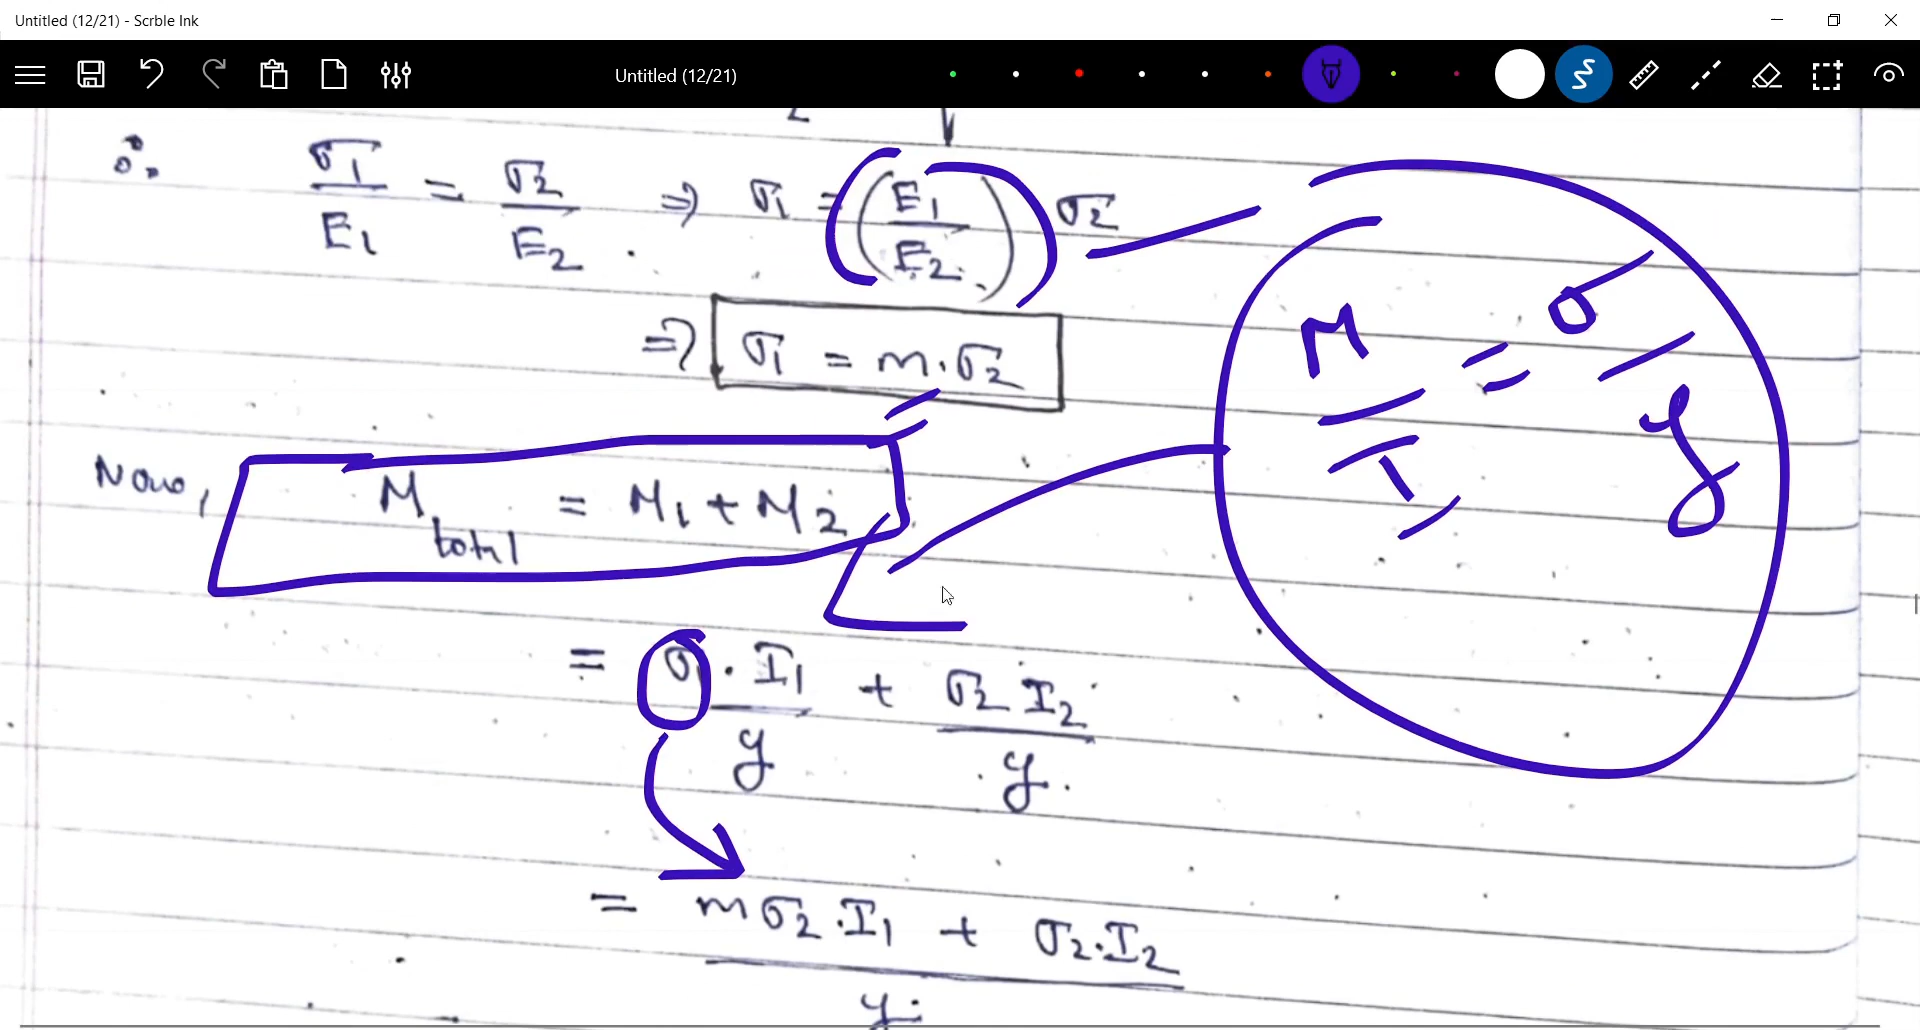 Untitled (12/21) - Scrble Ink
Untitled (12/21)
∴ σ1/E1 = σ2/E2 . ⇒ σ1 = (E1/E2) σ2
⇒ σ1 = m.σ2
M/I = σ/y
Now, M total = M1 + M2
= σ1 . I1/y + σ2 I2/y.
= mσ2.I1 + σ2.I2
y